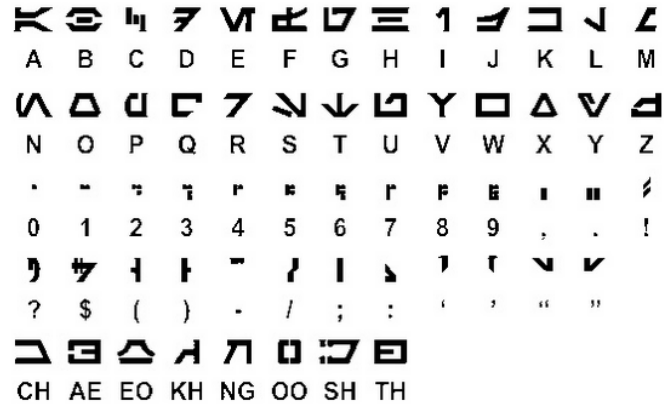 A B C D E F G H I J K L M
N O P Q R S T U V W X Y Z
0 1 2 3 4 5 6 7 8 9 , . !
? $ ( ) - / ; : ‘ ’ “ ”
CH AE EO KH NG OO SH TH